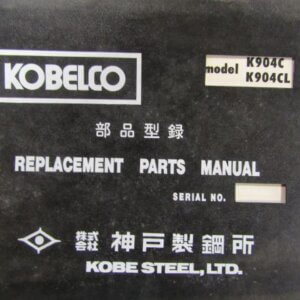 KOBELCO
model K904C
K904CL
部品型録
REPLACEMENT PARTS MANUAL
SERIAL NO.
株式会社 神戸製鋼所
KOBE STEEL, LTD.